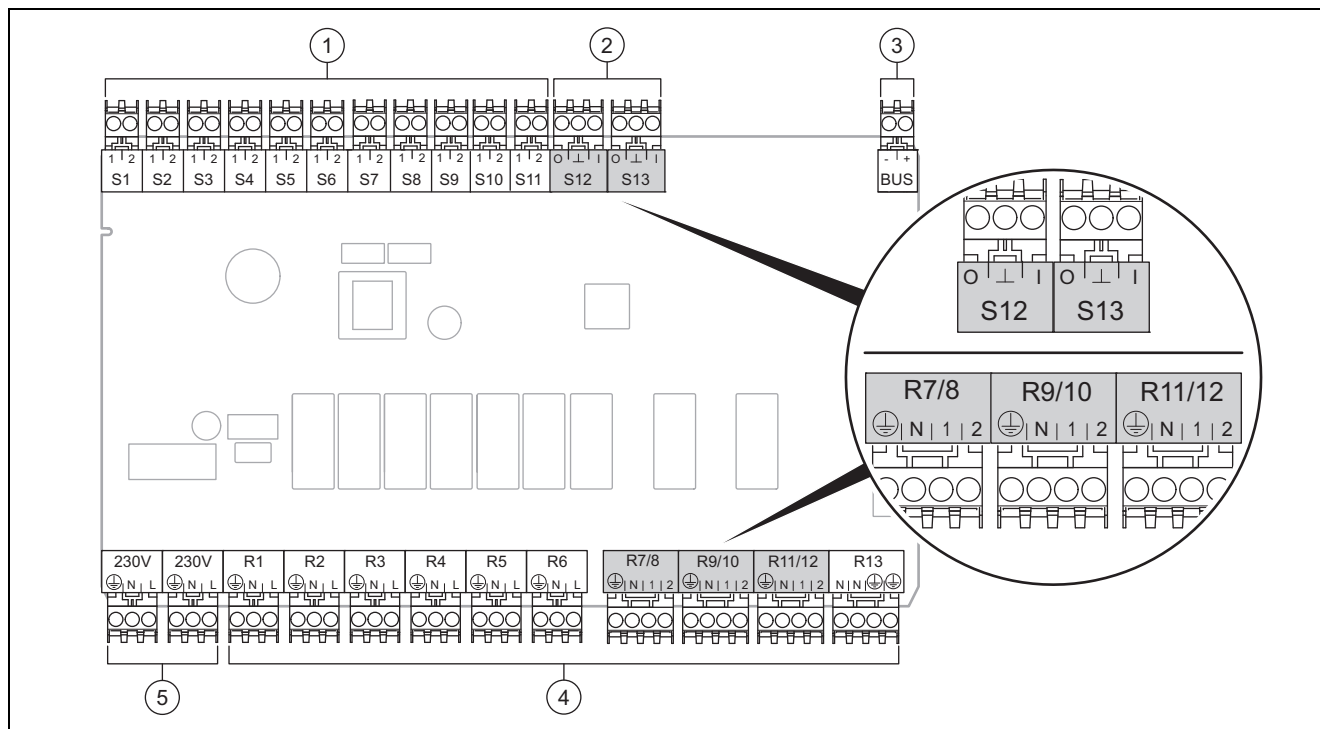 1 2 3
1 2 1 2 1 2 1 2 1 2 1 2 1 2 1 2 1 2 1 2 1 2 O ⊥ I O ⊥ I - +
S1 S2 S3 S4 S5 S6 S7 S8 S9 S10 S11 S12 S13 BUS
O ⊥ I O ⊥ I
S12 S13
R7/8 R9/10 R11/12
⏚ | N | 1 | 2 ⏚ | N | 1 | 2 ⏚ | N | 1 | 2
230V 230V R1 R2 R3 R4 R5 R6 R7/8 R9/10 R11/12 R13
⏚ N L ⏚ N L ⏚ N L ⏚ N L ⏚ N L ⏚ N L ⏚ N L ⏚ N L ⏚ | N | 1 | 2 ⏚ | N | 1 | 2 ⏚ | N | 1 | 2 N | N | ⏚ ⏚
5 4